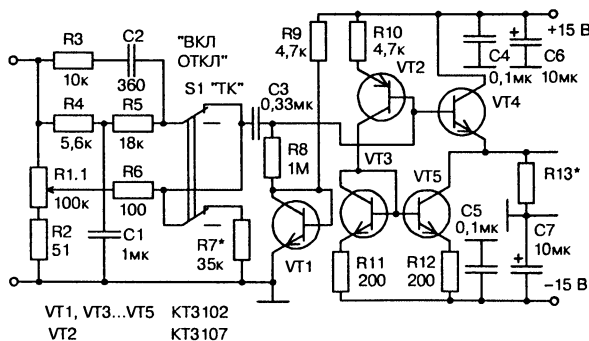 R3
10к
C2
360
"ВКЛ
ОТКЛ"
S1 "ТК"
R9
4,7к
R10
4,7к
VT2
C4
0,1мк
C6
10мк
+15 В
R4
5,6к
R5
18к
C3
0,33мк
VT4
R1.1
100к
R6
100
R8
1М
VT3
VT5
R13*
R2
51
C1
1мк
R7*
35к
VT1
R11
200
R12
200
C5
0,1мк
C7
10мк
–15 В
+
+
VT1, VT3...VT5 КТ3102
VT2 КТ3107